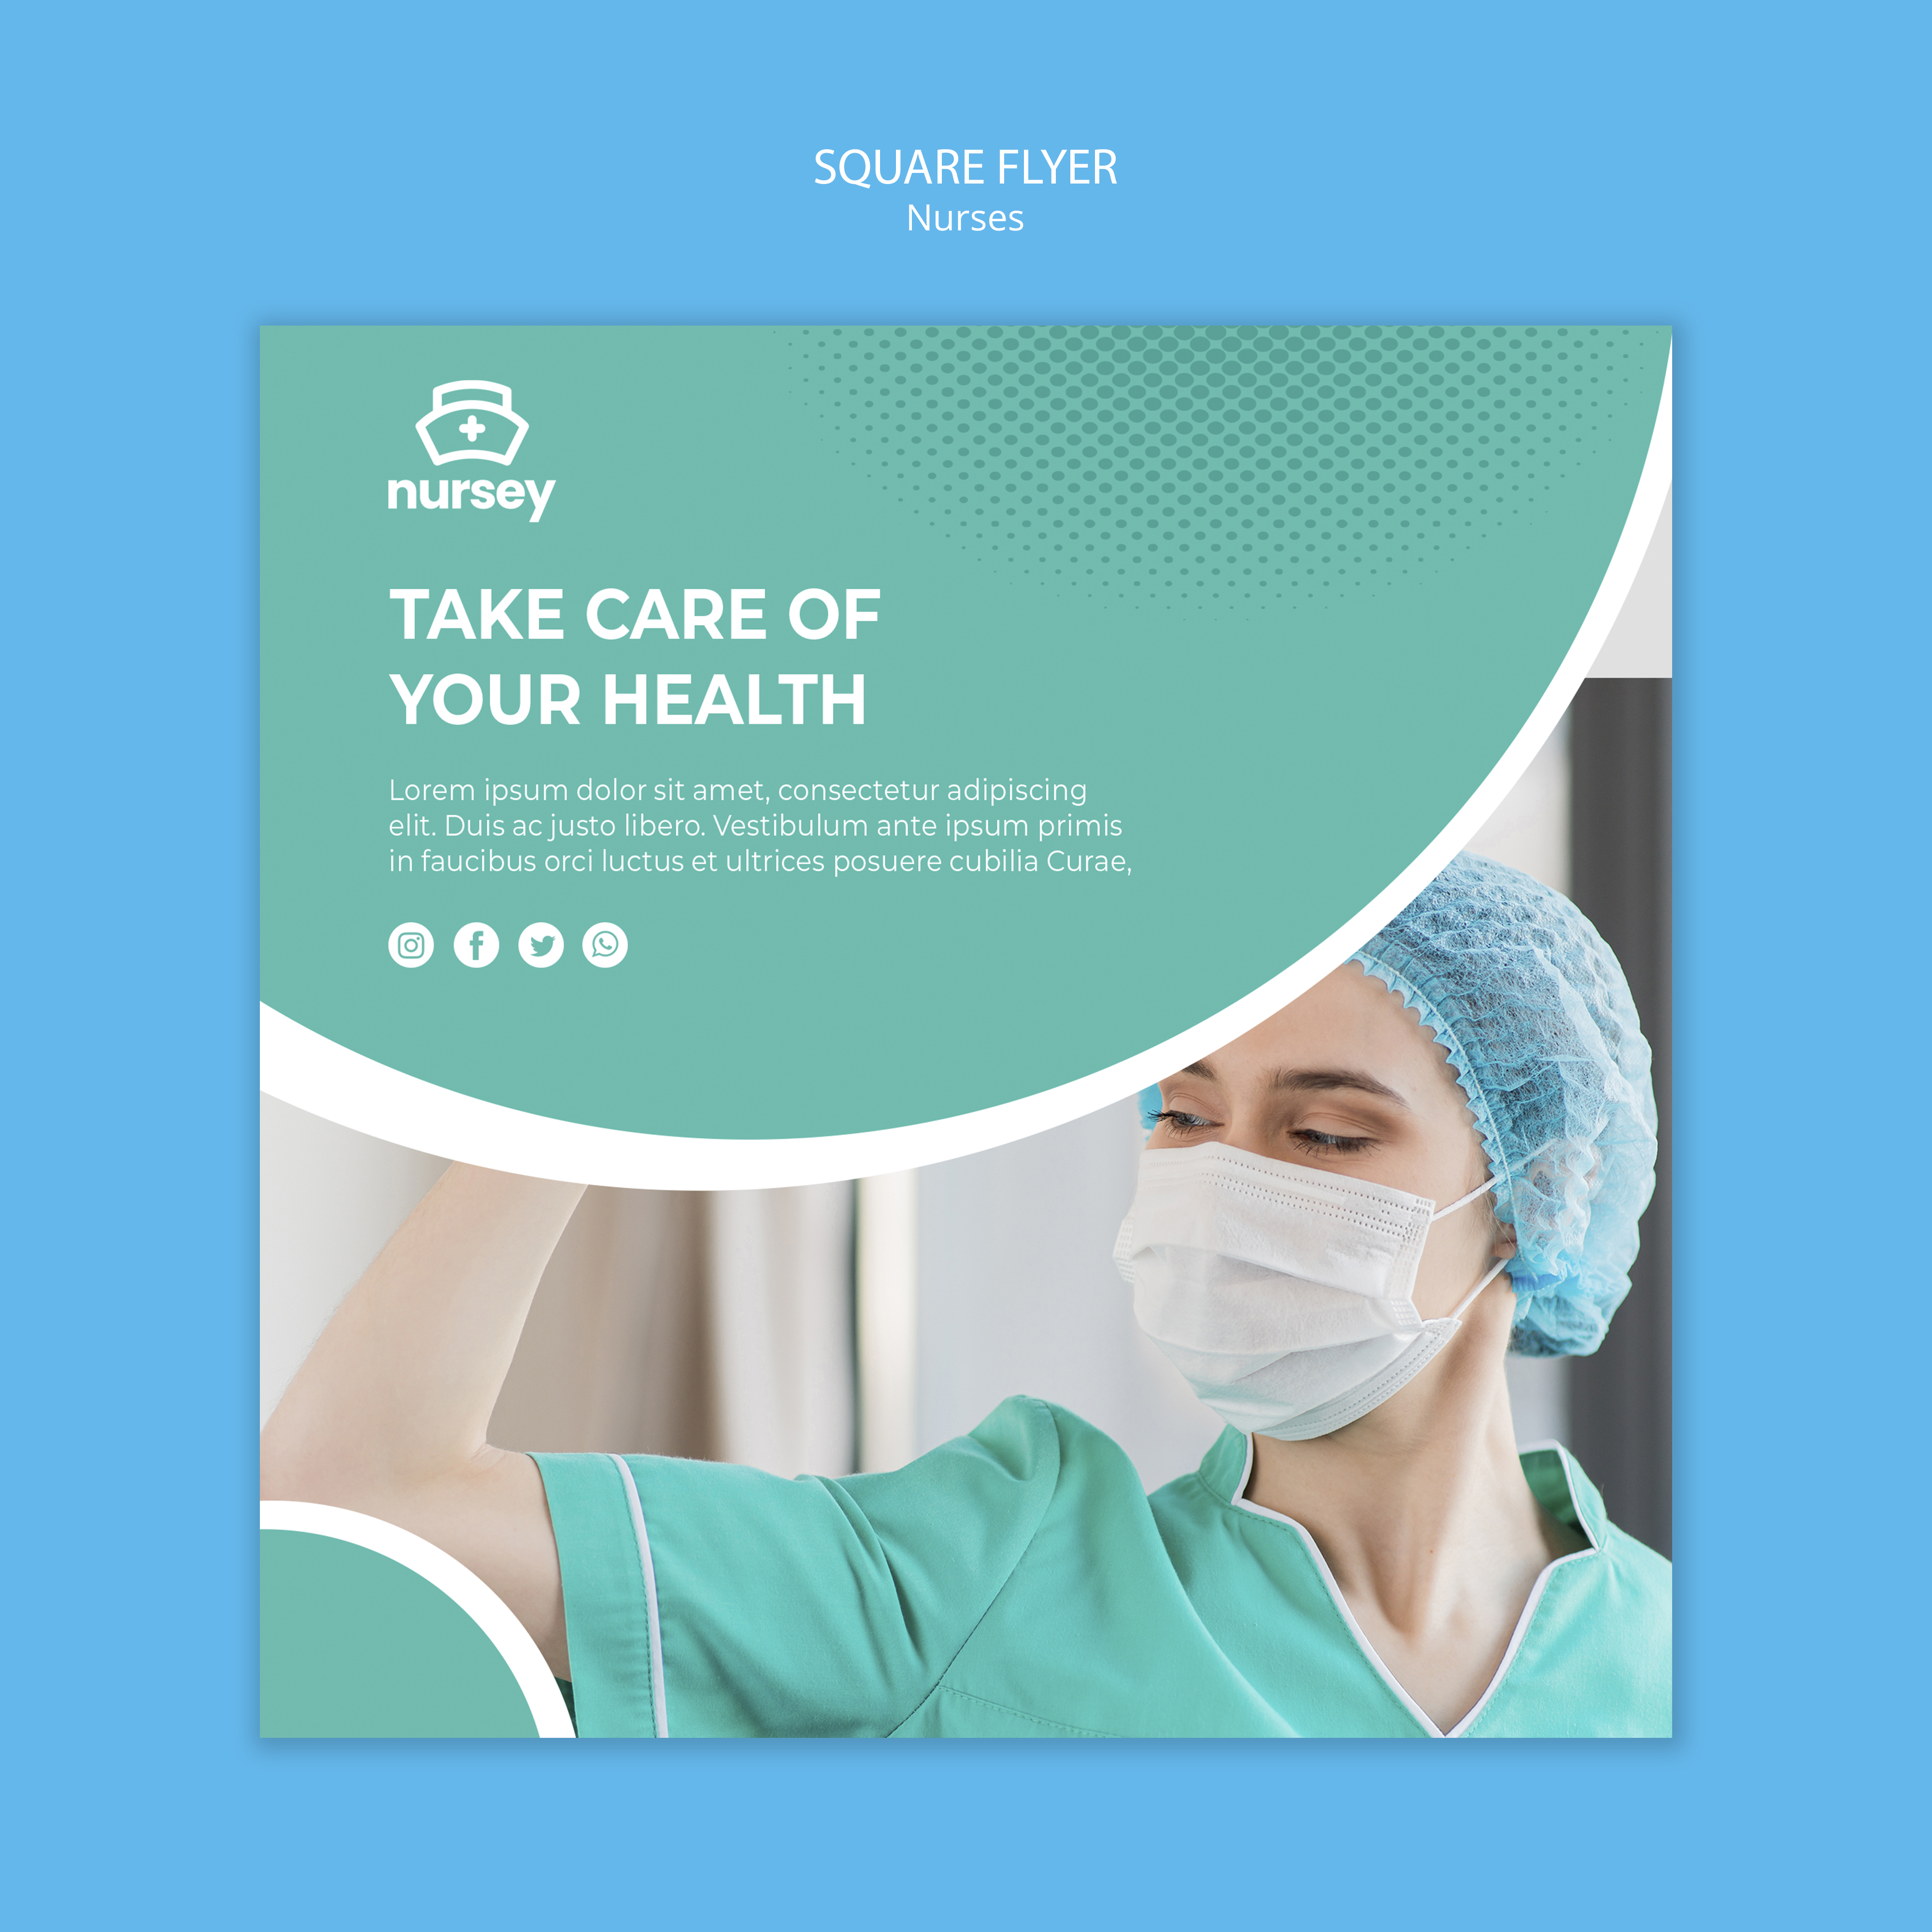 SQUARE FLYER
Nurses
nursey
TAKE CARE OF
YOUR HEALTH
Lorem ipsum dolor sit amet, consectetur adipiscing
elit. Duis ac justo libero. Vestibulum ante ipsum primis
in faucibus orci luctus et ultrices posuere cubilia Curae,